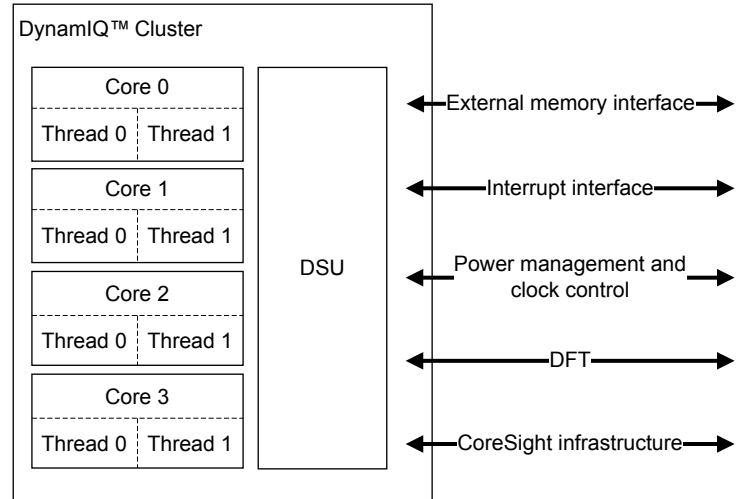 DynamIQ™ Cluster
Core 0
Thread 0 Thread 1
Core 1
Thread 0 Thread 1
Core 2
Thread 0 Thread 1
Core 3
Thread 0 Thread 1
DSU
External memory interface
Interrupt interface
Power management and
clock control
DFT
CoreSight infrastructure